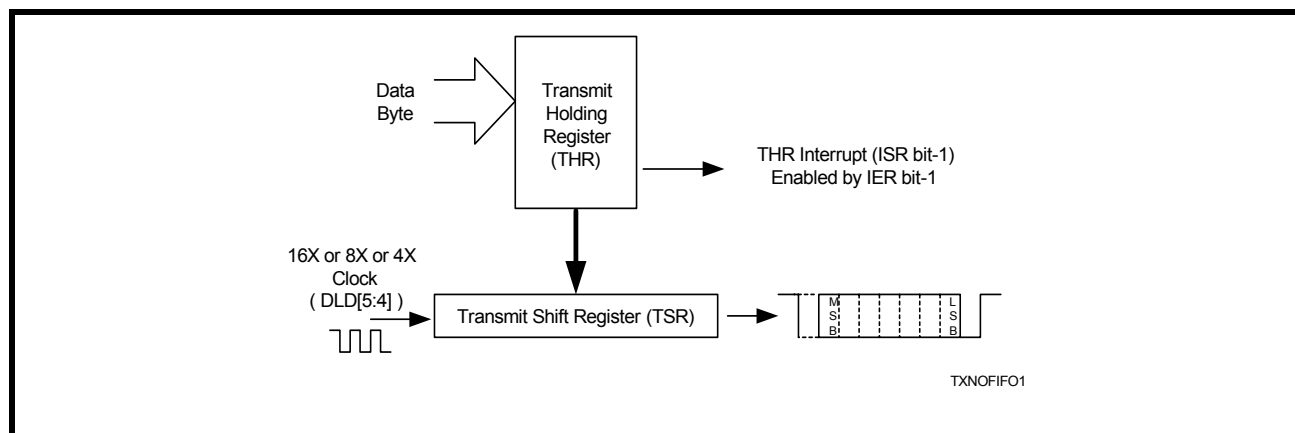 Data
Byte
Transmit
Holding
Register
(THR)
THR Interrupt (ISR bit-1)
Enabled by IER bit-1
16X or 8X or 4X
Clock
( DLD[5:4] )
Transmit Shift Register (TSR)
M
S
B
L
S
B
TXNOFIFO1